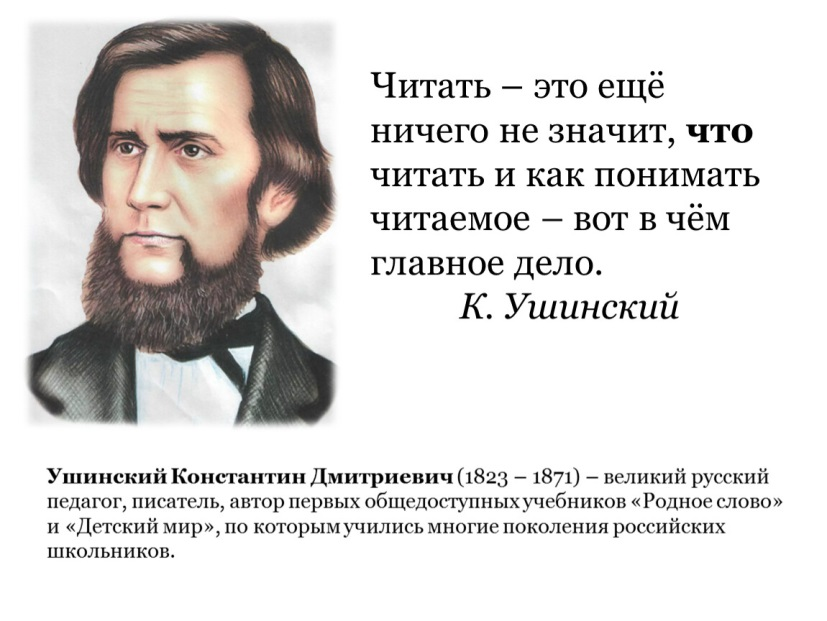 Читать – это ещё
ничего не значит, что
читать и как понимать
читаемое – вот в чём
главное дело.
К. Ушинский
Ушинский Константин Дмитриевич (1823 – 1871) – великий русский
педагог, писатель, автор первых общедоступных учебников «Родное слово»
и «Детский мир», по которым учились многие поколения российских
школьников.